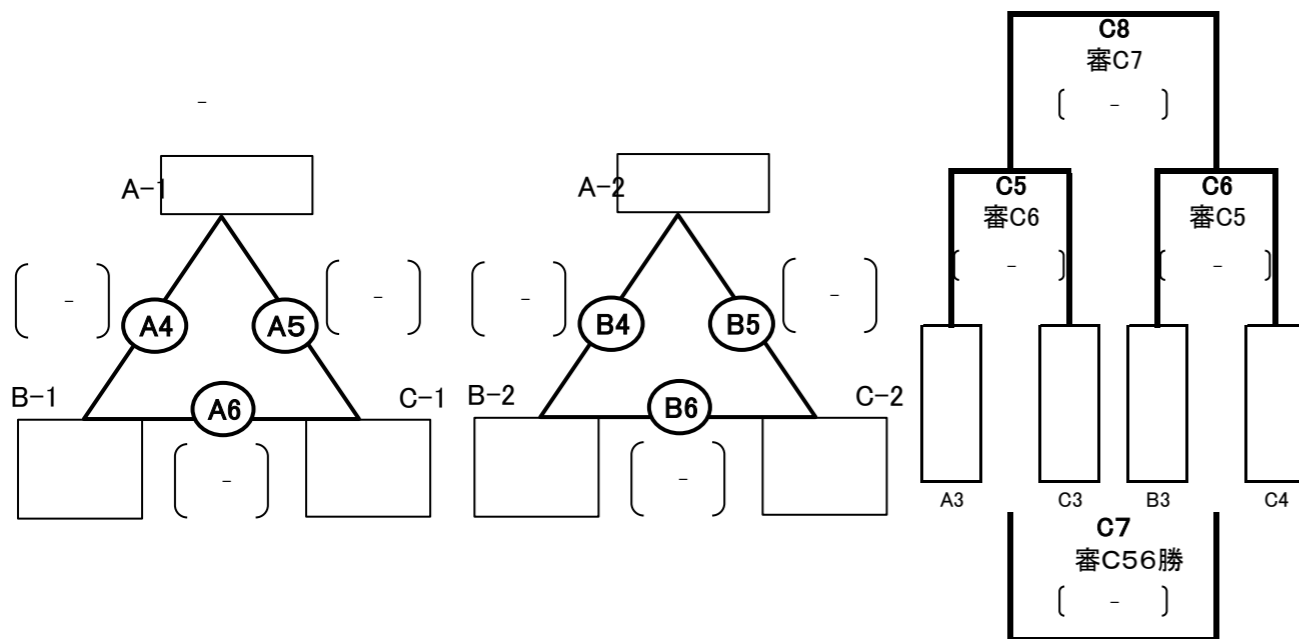 -
A-1
A4
A5
B-1
C-1
A6
-
-
-
A-2
B4
B5
B-2
C-2
B6
-
-
-
C8
審C7
〔 - 〕
C5
審C6
〔 - 〕
C6
審C5
〔 - 〕
A3
C3
B3
C4
C7
審C56勝
〔 - 〕